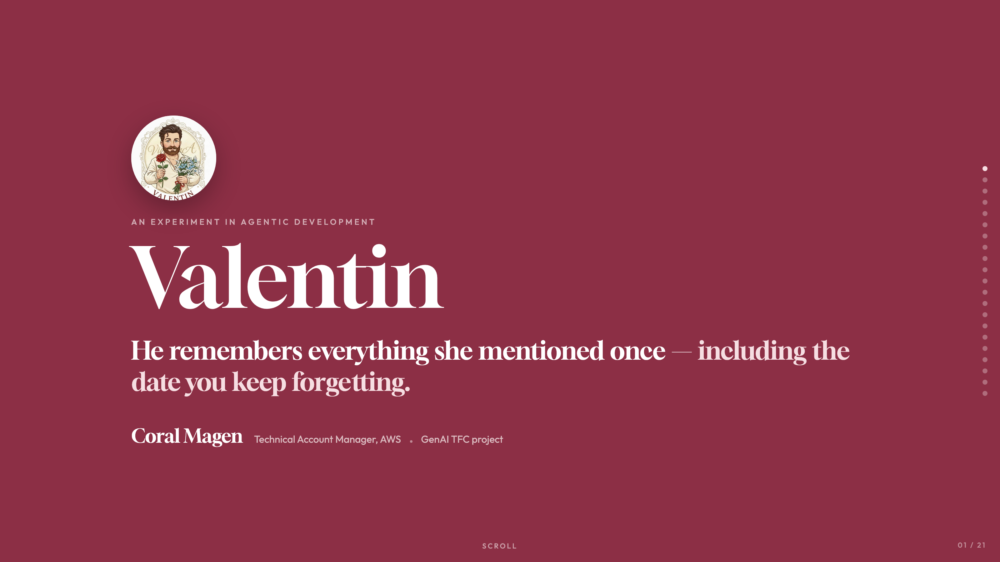 VALENTIN
AN EXPERIMENT IN AGENTIC DEVELOPMENT
Valentin
He remembers everything she mentioned once — including the
date you keep forgetting.
Coral Magen Technical Account Manager, AWS • GenAI TFC project
SCROLL
01 / 21